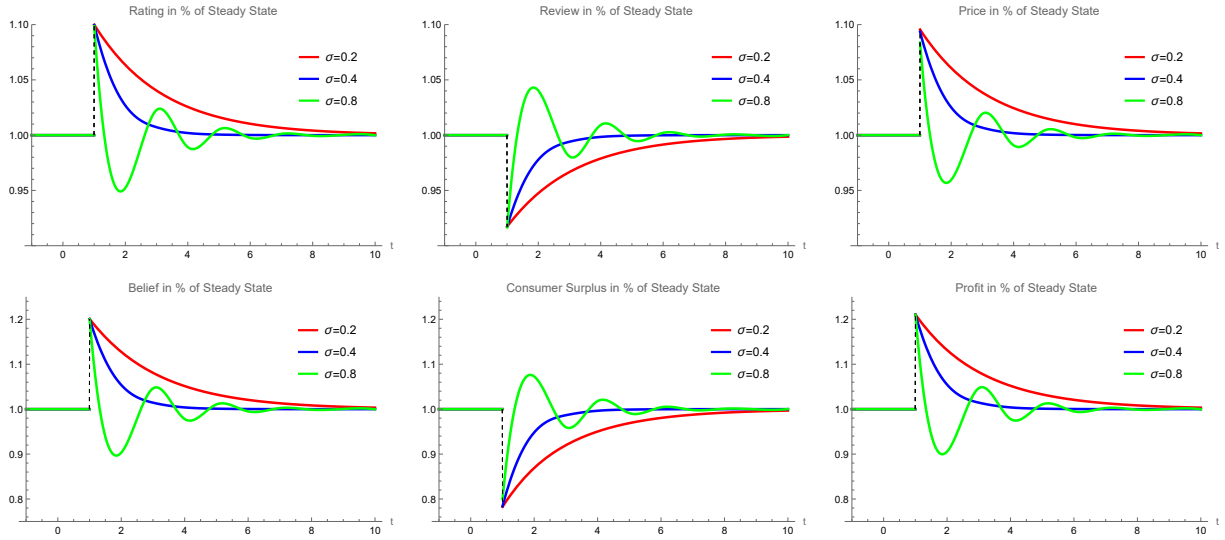 Rating in % of Steady State
1.10
1.05
1.00
0.95
0 2 4 6 8 10
t
σ=0.2
σ=0.4
σ=0.8
Review in % of Steady State
1.10
1.05
1.00
0.95
0 2 4 6 8 10
t
σ=0.2
σ=0.4
σ=0.8
Price in % of Steady State
1.10
1.05
1.00
0.95
0 2 4 6 8 10
t
σ=0.2
σ=0.4
σ=0.8
Belief in % of Steady State
1.2
1.1
1.0
0.9
0.8
0 2 4 6 8 10
t
σ=0.2
σ=0.4
σ=0.8
Consumer Surplus in % of Steady State
1.2
1.1
1.0
0.9
0.8
0 2 4 6 8 10
t
σ=0.2
σ=0.4
σ=0.8
Profit in % of Steady State
1.2
1.1
1.0
0.9
0.8
0 2 4 6 8 10
t
σ=0.2
σ=0.4
σ=0.8